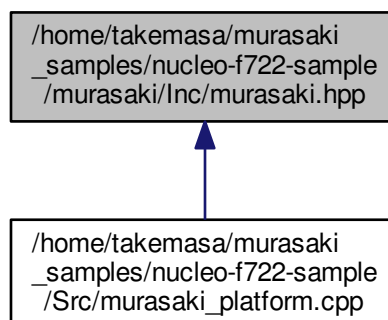 /home/takemasa/murasaki
_samples/nucleo-f722-sample
/murasaki/Inc/murasaki.hpp
/home/takemasa/murasaki
_samples/nucleo-f722-sample
/Src/murasaki_platform.cpp